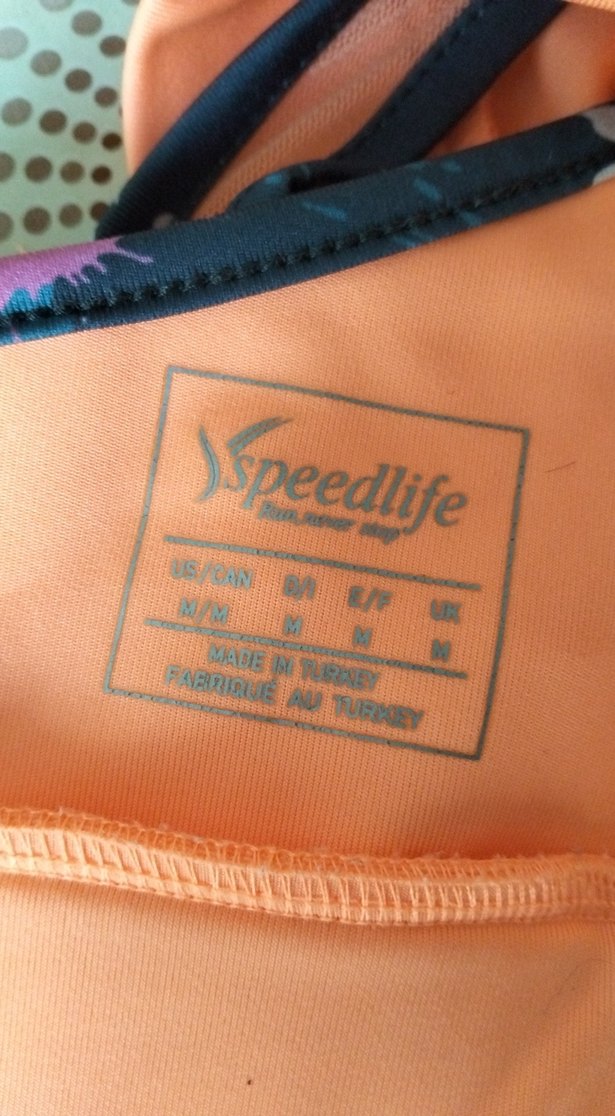 speedlife
Run, never stop
US/CAN D/I E/F UK
M/M M M M
MADE IN TURKEY
FABRIQUÉ AU TURKEY